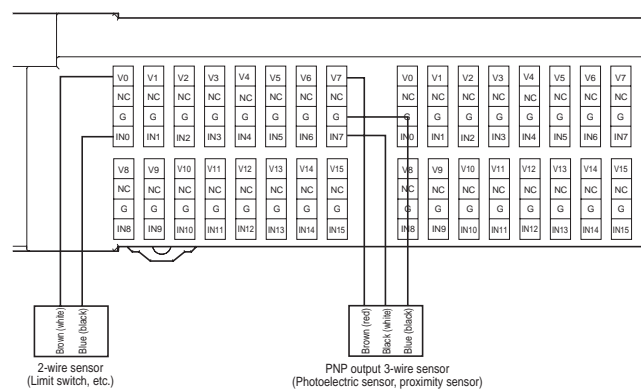 V0 V1 V2 V3 V4 V5 V6 V7 V0 V1 V2 V3 V4 V5 V6 V7
NC NC NC NC NC NC NC NC NC NC NC NC NC NC NC NC
G G G G G G G G G G G G G G G G
IN0 IN1 IN2 IN3 IN4 IN5 IN6 IN7 IN0 IN1 IN2 IN3 IN4 IN5 IN6 IN7
V8 V9 V10 V11 V12 V13 V14 V15 V8 V9 V10 V11 V12 V13 V14 V15
NC NC NC NC NC NC NC NC NC NC NC NC NC NC NC NC
G G G G G G G G G G G G G G G G
IN8 IN9 IN10 IN11 IN12 IN13 IN14 IN15 IN8 IN9 IN10 IN11 IN12 IN13 IN14 IN15
Brown (white)
Blue (black)
Brown (red)
Black (white)
Blue (black)
2-wire sensor
(Limit switch, etc.)
PNP output 3-wire sensor
(Photoelectric sensor, proximity sensor)